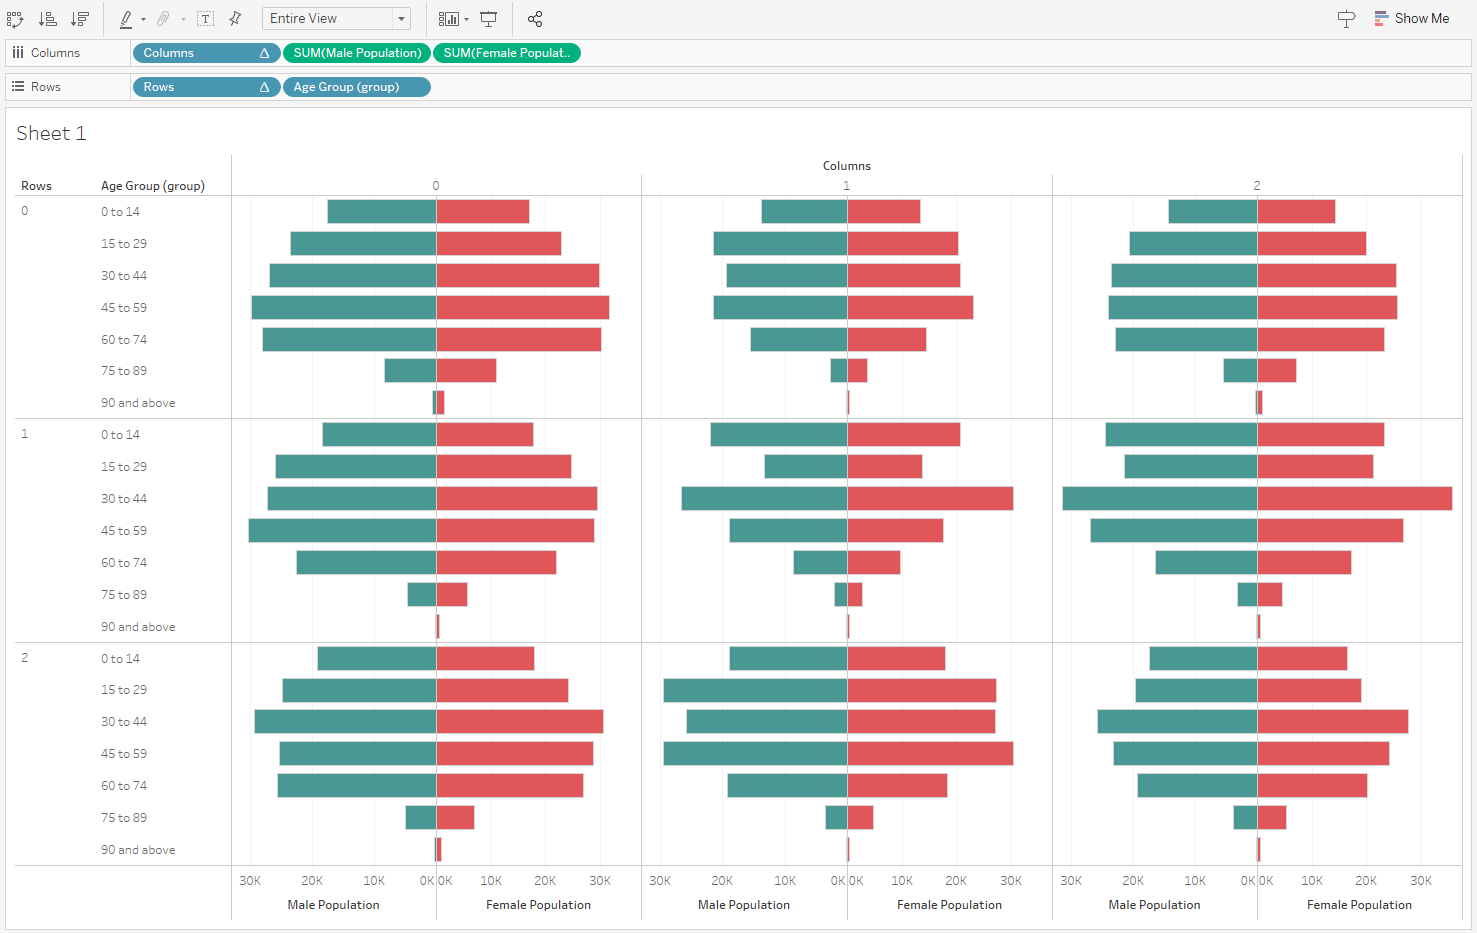 Entire View
Show Me
Columns
Columns SUM(Male Population) SUM(Female Populat..
Rows
Rows Age Group (group)
Sheet 1
Columns
Rows Age Group (group) 0 1 2
0 0 to 14
15 to 29
30 to 44
45 to 59
60 to 74
75 to 89
90 and above
1 0 to 14
15 to 29
30 to 44
45 to 59
60 to 74
75 to 89
90 and above
2 0 to 14
15 to 29
30 to 44
45 to 59
60 to 74
75 to 89
90 and above
30K 20K 10K 0K 0K 10K 20K 30K 30K 20K 10K 0K 0K 10K 20K 30K 30K 20K 10K 0K 0K 10K 20K 30K
Male Population Female Population Male Population Female Population Male Population Female Population